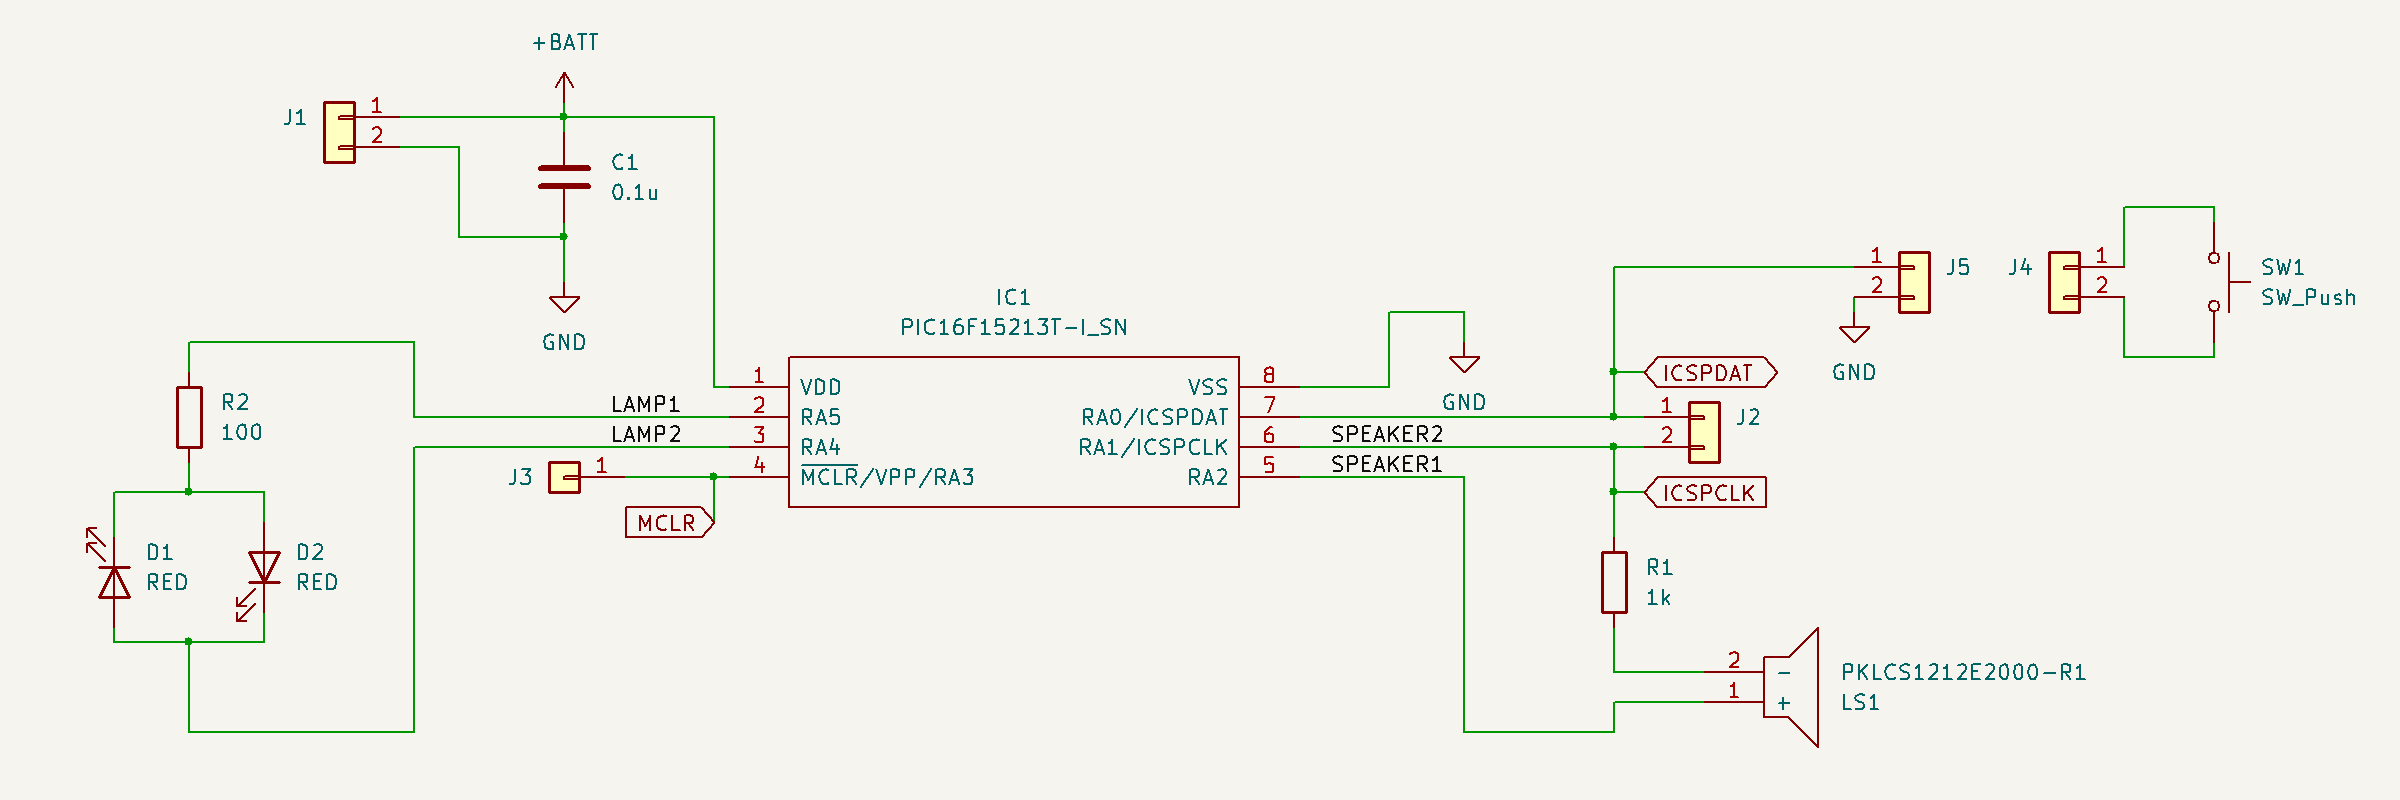 +BATT
J1
1
2
C1
0.1u
GND
IC1
PIC16F15213T-I_SN
1
2
3
4
VDD
RA5
RA4
MCLR/VPP/RA3
VSS
RA0/ICSPDAT
RA1/ICSPCLK
RA2
8
7
6
5
LAMP1
LAMP2
J3
1
MCLR
R2
100
D1
RED
D2
RED
GND
SPEAKER2
SPEAKER1
1
2
J5
GND
J4
1
2
SW1
SW_Push
ICSPDAT
1
2
J2
ICSPCLK
R1
1k
2
1
-
+
PKLCS1212E2000-R1
LS1